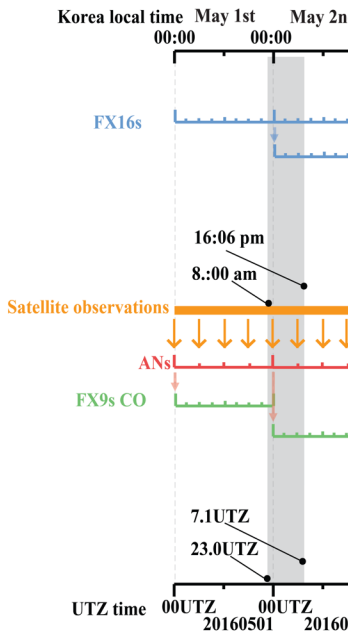 Korea local time
May 1st
May 2n
00:00
00:00
FX16s
16:06 pm
8.:00 am
Satellite observations
ANs
FX9s CO
7.1UTZ
23.0UTZ
UTZ time
00UTZ
00UTZ
20160501
20160